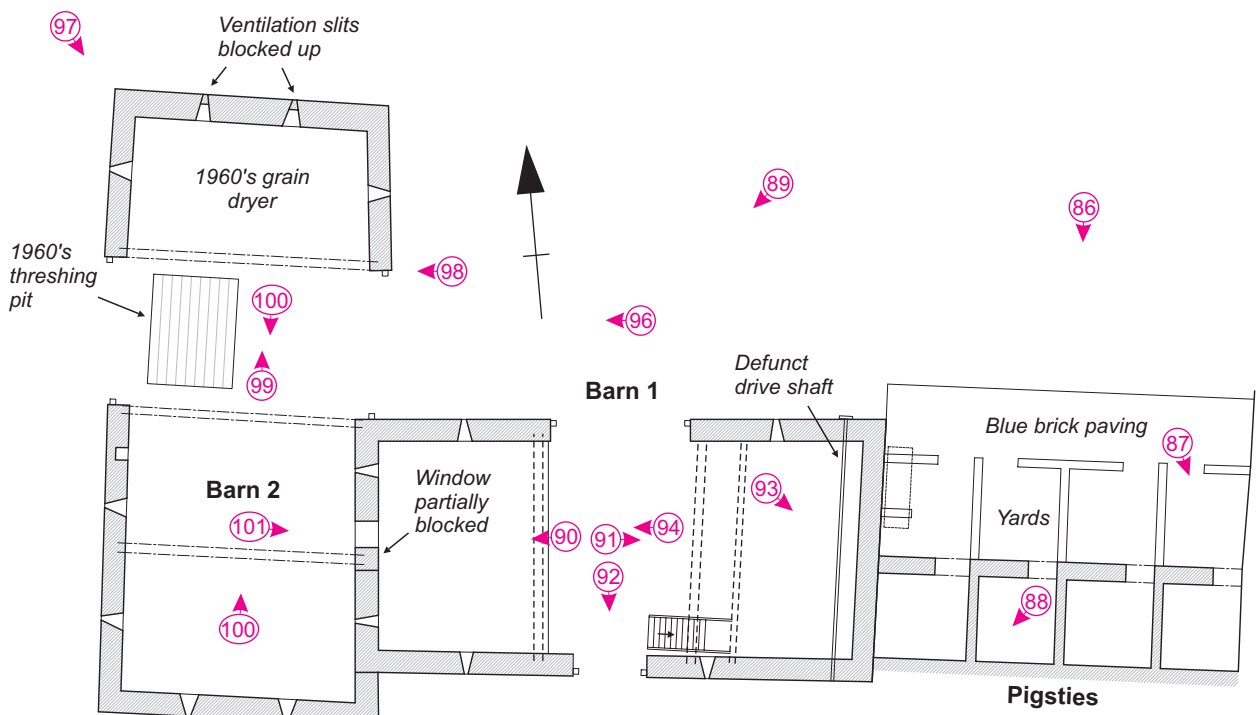 97
Ventilation slits
blocked up
1960's grain
dryer
89
86
1960's
threshing
pit
98
100
96
99
Defunct
drive shaft
Barn 1
Blue brick paving
87
Window
partially
blocked
Barn 2
93
Yards
101
90
91
94
92
88
100
Pigsties